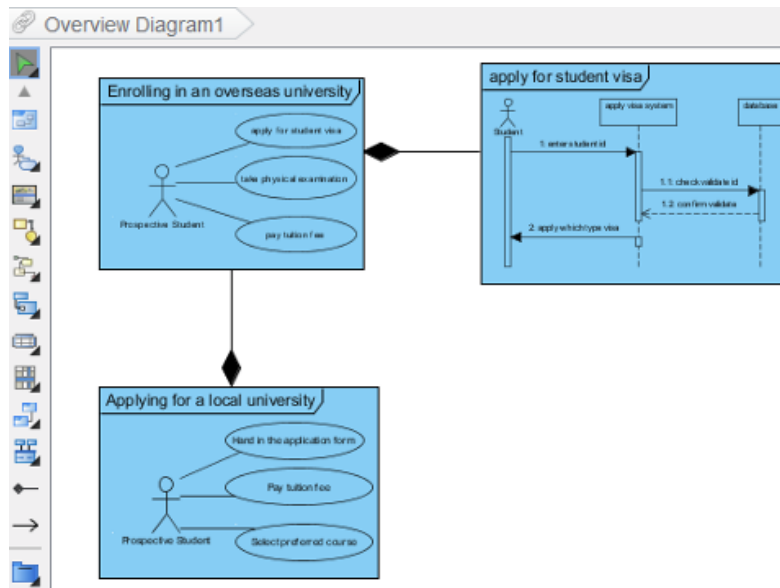 Overview Diagram1
Enrolling in an overseas university
apply for student visa
take physical examination
pay tuition fee
Prospective Student
apply for student visa
Student
apply visa system
database
1: enter student id
1.1: check validate id
1.2: confirm validate
2: apply which type visa
Applying for a local university
Hand in the application form
Pay tuition fee
Select preferred course
Prospective Student